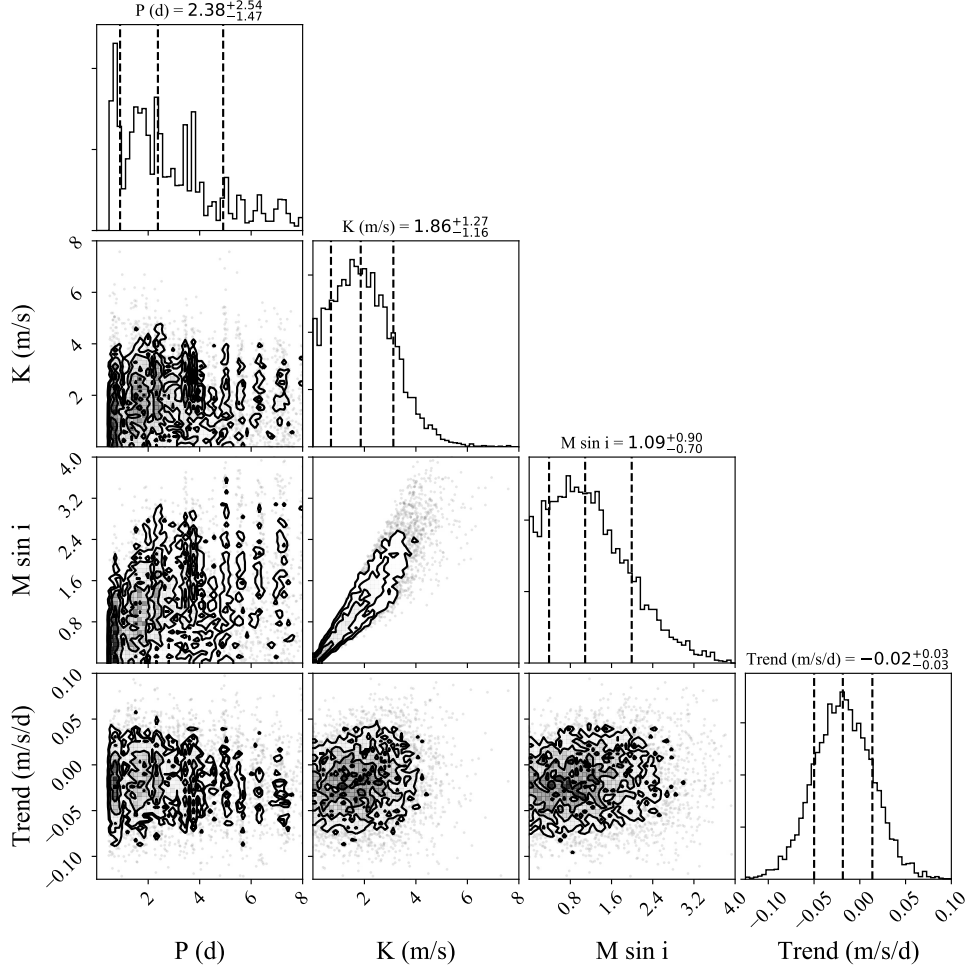 P (d) = 2.38+2.54−1.47
8
6
4
2
K (m/s)
K (m/s) = 1.86+1.27−1.16
4.0
3.2
2.4
1.6
0.8
M sin i
M sin i = 1.09+0.90−0.70
0.10
0.05
0.00
−0.05
−0.10
Trend (m/s/d)
Trend (m/s/d) = −0.02+0.03−0.03
2 4 6 8
2 4 6 8
0.8 1.6 2.4 3.2 4.0
−0.10 −0.05 0.00 0.05 0.10
P (d) K (m/s) M sin i Trend (m/s/d)